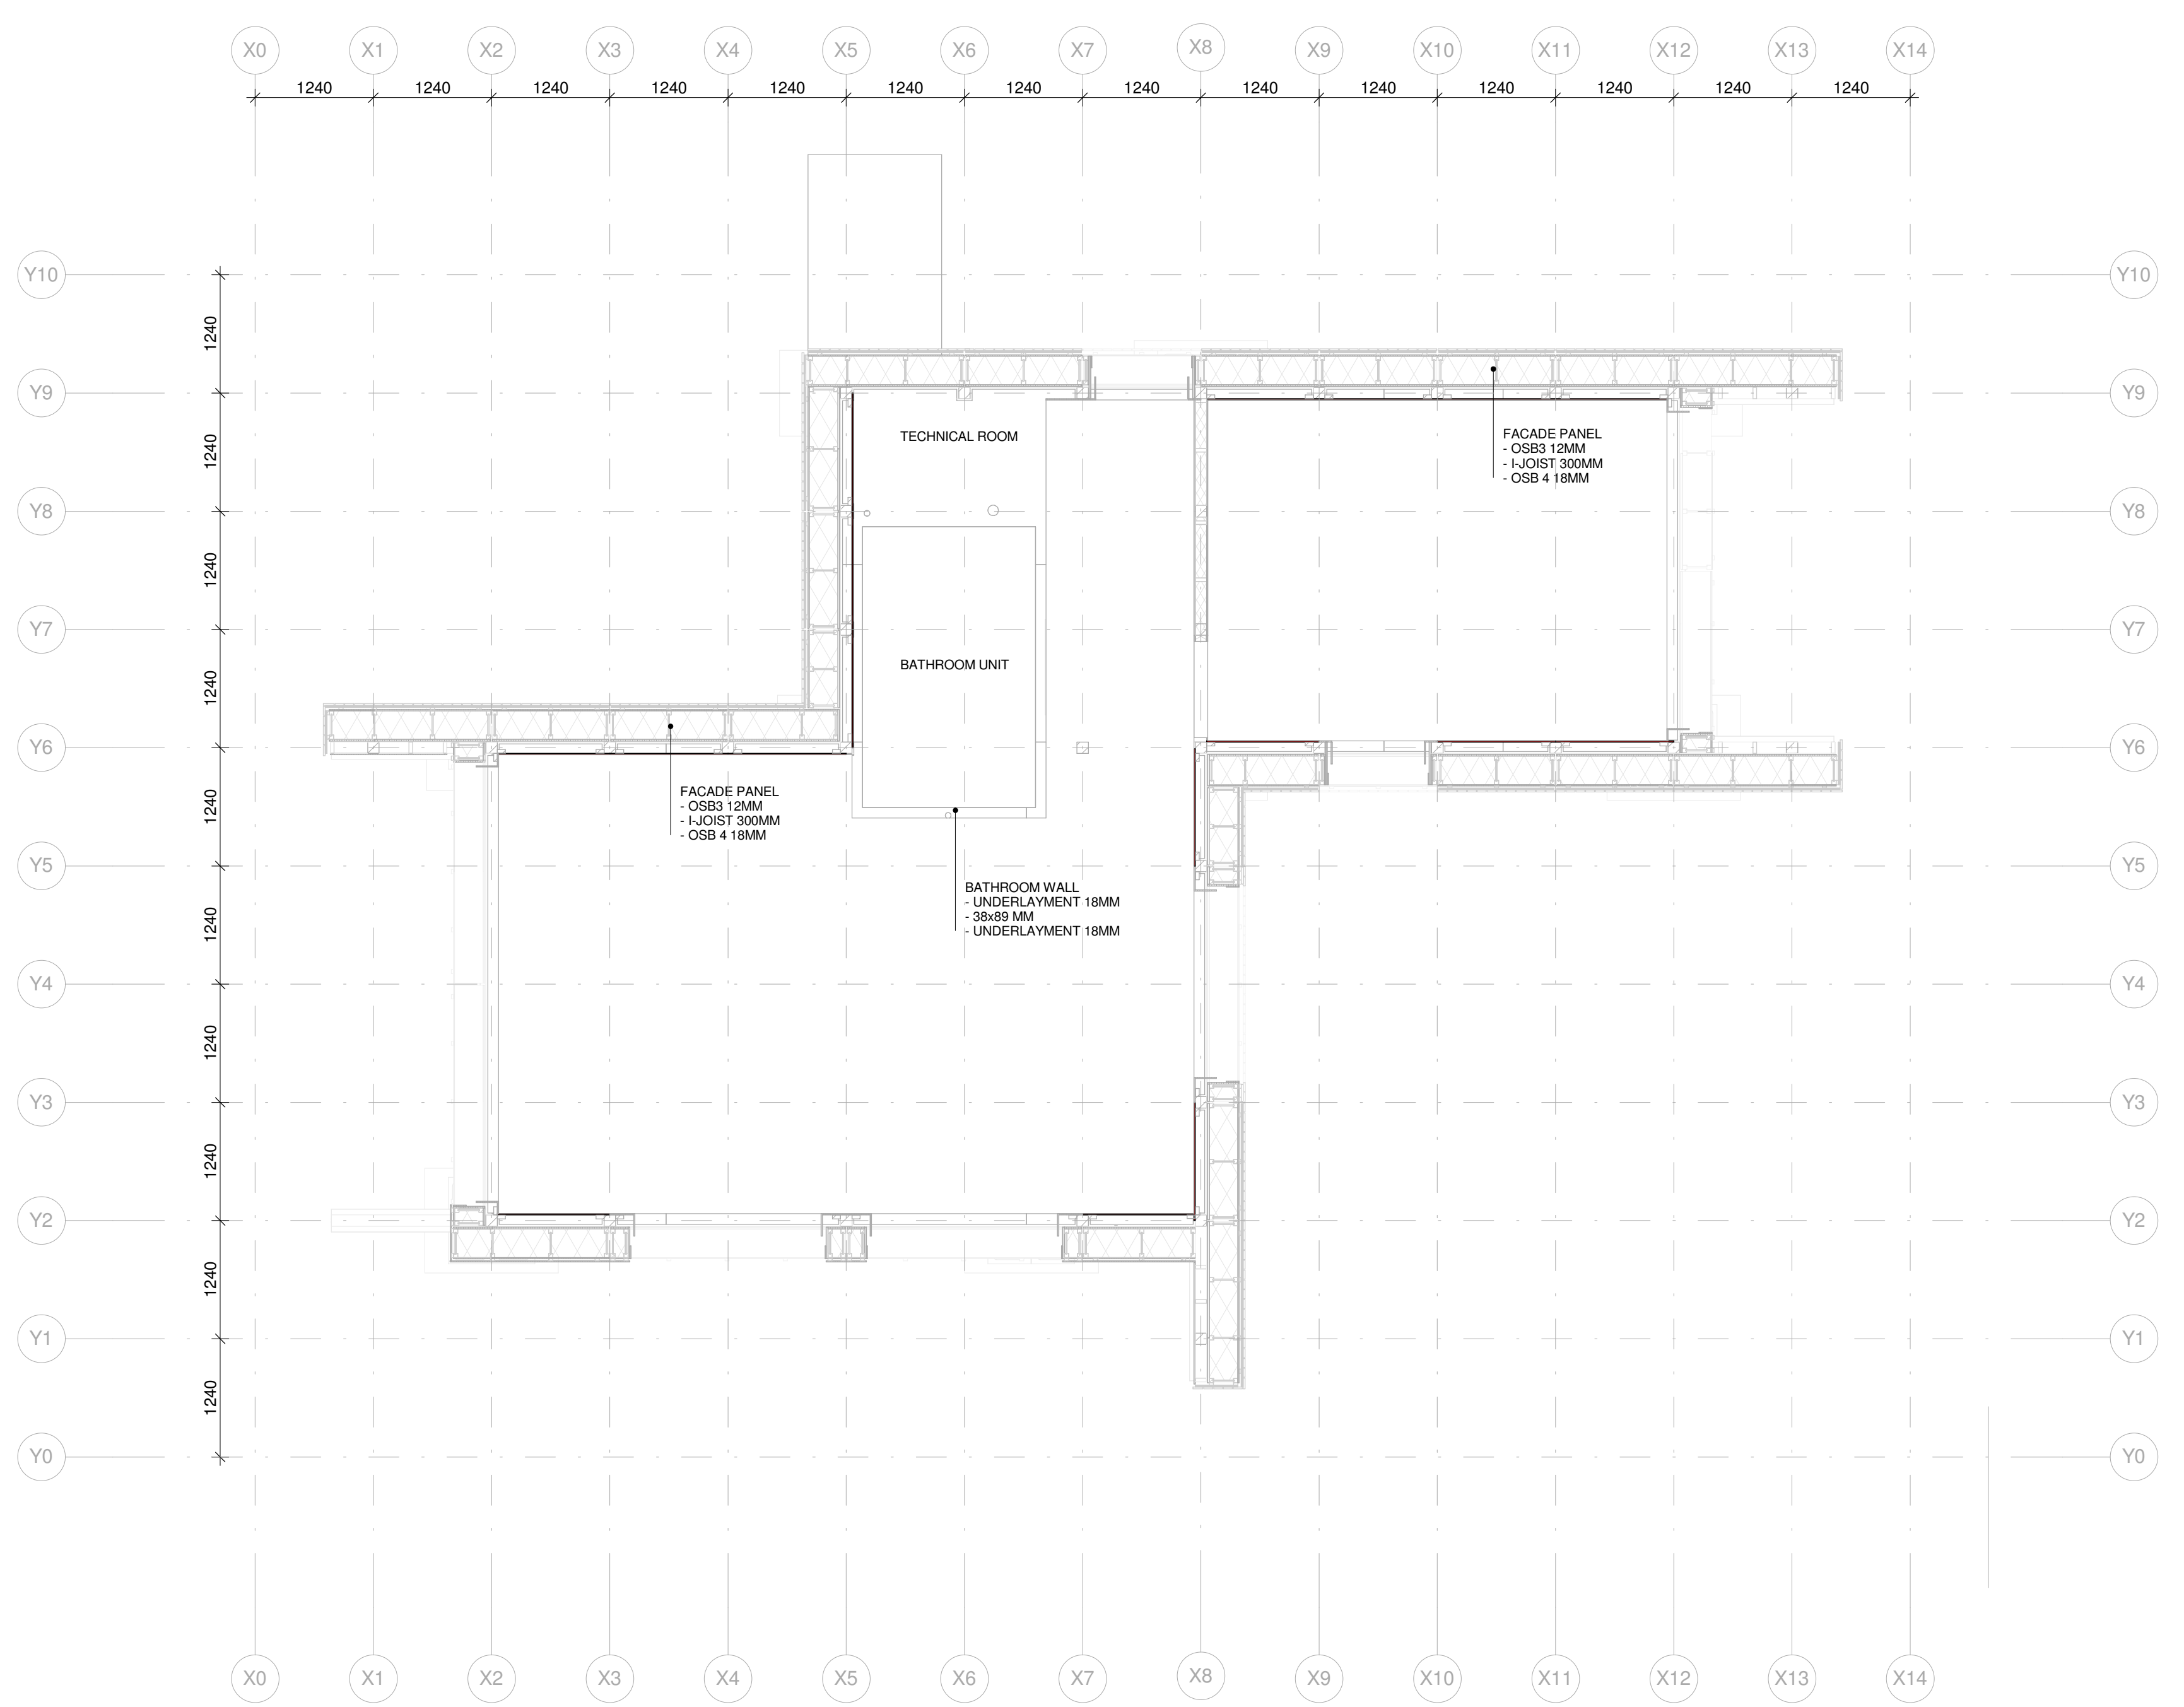 X0 X1 X2 X3 X4 X5 X6 X7 X8 X9 X10 X11 X12 X13 X14
1240 1240 1240 1240 1240 1240 1240 1240 1240 1240 1240 1240 1240 1240
Y10 Y10
1240
Y9 Y9
1240
TECHNICAL ROOM
FACADE PANEL
- OSB3 12MM
- I-JOIST 300MM
- OSB 4 18MM
Y8 Y8
1240
Y7 Y7
1240
BATHROOM UNIT
Y6 Y6
1240
FACADE PANEL
- OSB3 12MM
- I-JOIST 300MM
- OSB 4 18MM
Y5 Y5
1240
BATHROOM WALL
- UNDERLAYMENT 18MM
- 38x89 MM
- UNDERLAYMENT 18MM
Y4 Y4
1240
Y3 Y3
1240
Y2 Y2
1240
Y1 Y1
1240
Y0 Y0
X0 X1 X2 X3 X4 X5 X6 X7 X8 X9 X10 X11 X12 X13 X14